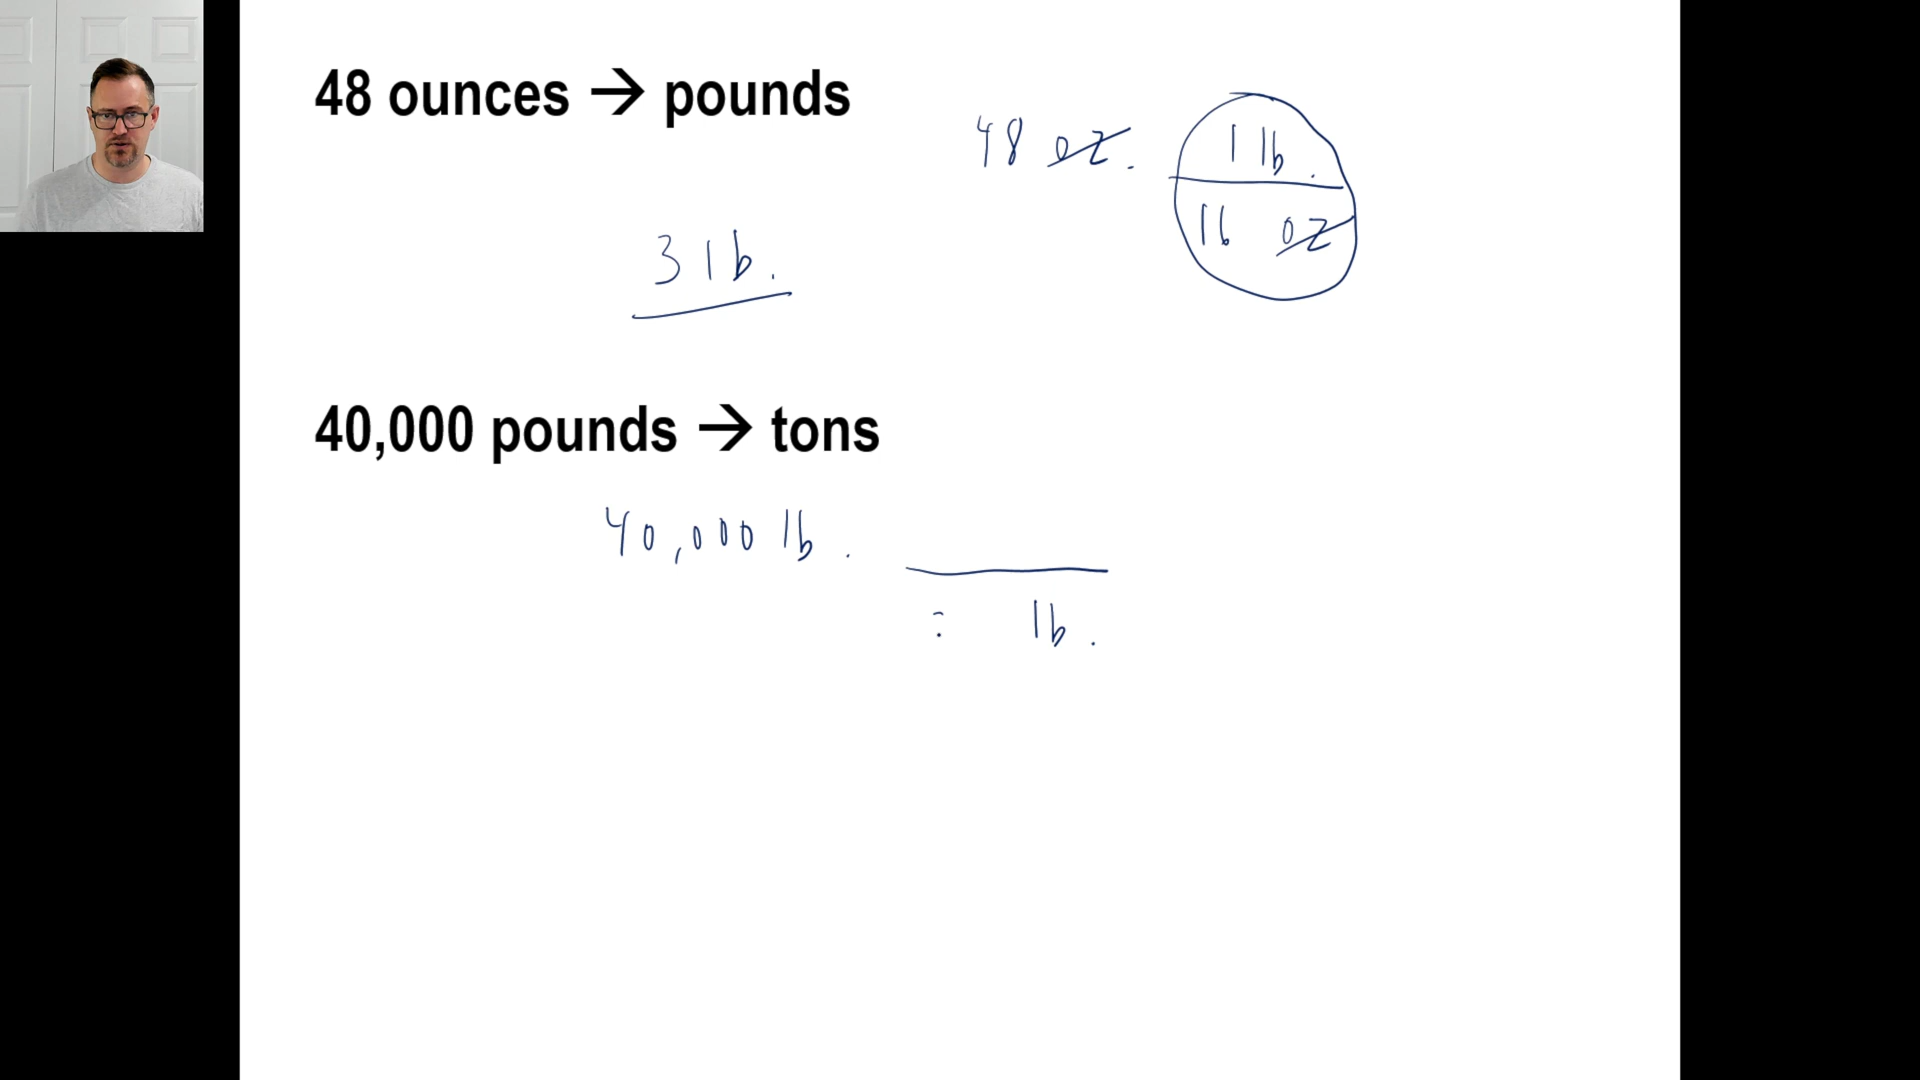 48 ounces → pounds
48 oz. 1 lb.
16 oz
3 lb.
40,000 pounds → tons
40,000 lb.
: lb.